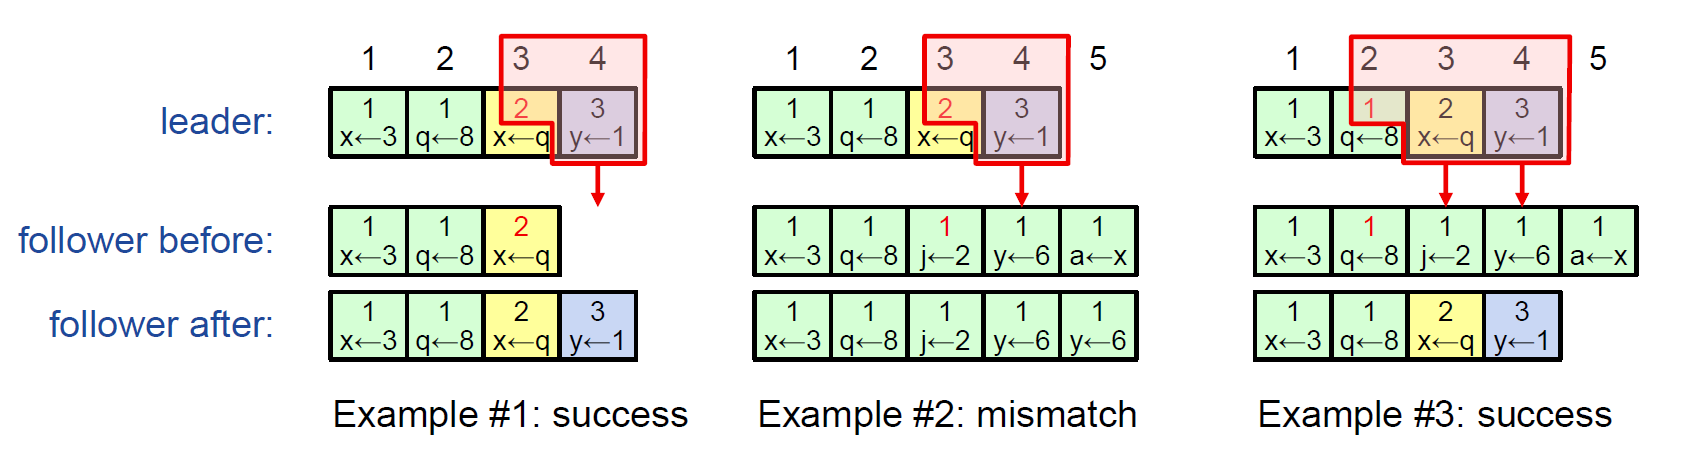 1 2 3 4 1 2 3 4 5 1 2 3 4 5
leader: 1 1 2 3 1 1 2 3 1 1 2 3
x←3 q←8 x←q y←1 x←3 q←8 x←q y←1 x←3 q←8 x←q y←1
follower before: 1 1 2 1 1 1 1 1 1 1 1 1 1
x←3 q←8 x←q x←3 q←8 j←2 y←6 a←x x←3 q←8 j←2 y←6 a←x
follower after: 1 1 2 3 1 1 1 1 1 1 1 2 3
x←3 q←8 x←q y←1 x←3 q←8 j←2 y←6 y←6 x←3 q←8 x←q y←1
Example #1: success Example #2: mismatch Example #3: success